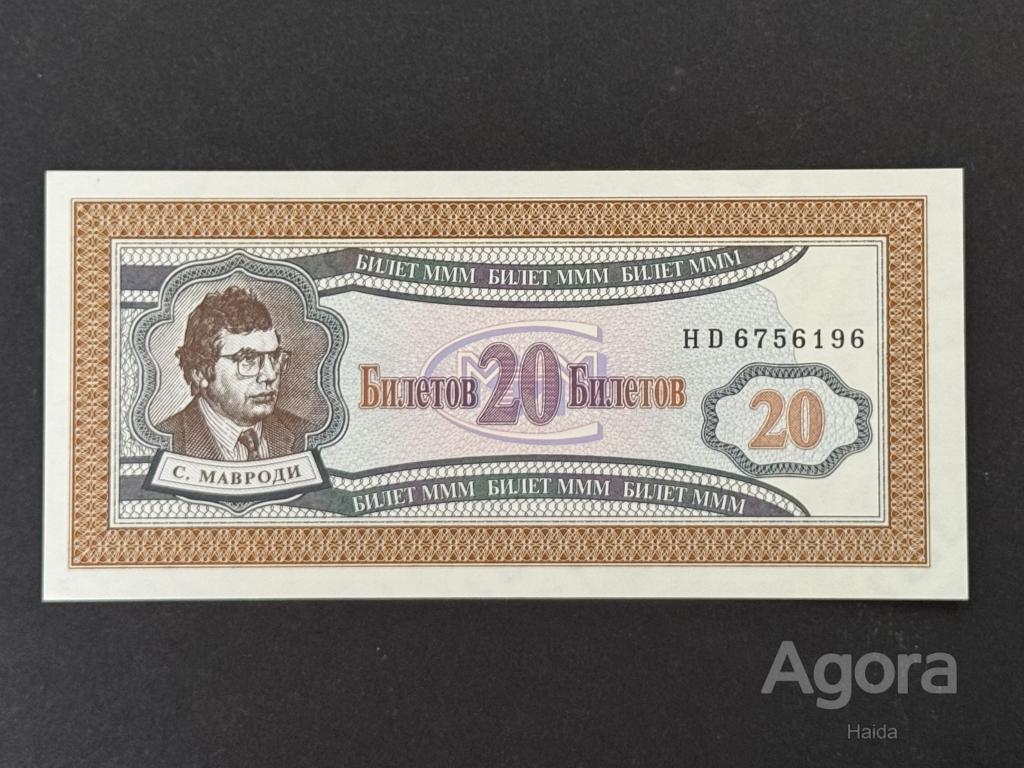 БИЛЕТ МММ БИЛЕТ МММ БИЛЕТ МММ
HD 6756196
МММ
Билетов 20 Билетов
20
С. МАВРОДИ
БИЛЕТ МММ БИЛЕТ МММ БИЛЕТ МММ
Agora
Haida